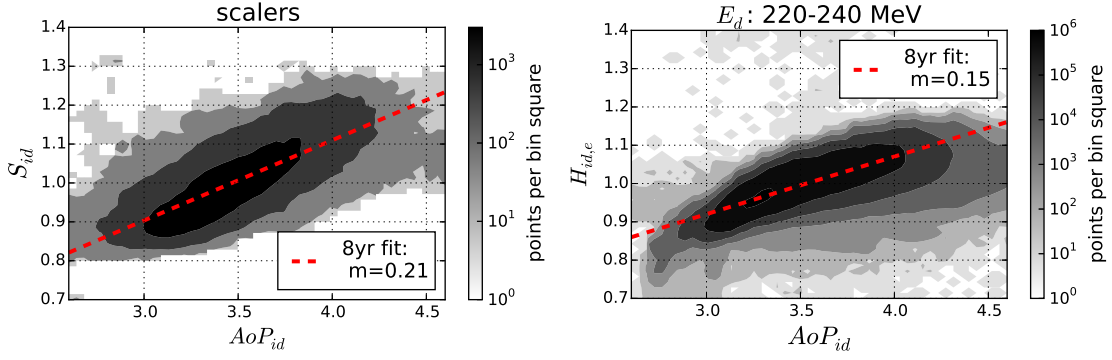 scalers
1.4
1.3
1.2
1.1
1.0
0.9
0.8
0.7
S_id
3.0 3.5 4.0 4.5
AoP_id
8yr fit:
m=0.21
10^3
10^2
10^1
10^0
points per bin square
E_d: 220-240 MeV
1.4
1.3
1.2
1.1
1.0
0.9
0.8
0.7
H_id,e
3.0 3.5 4.0 4.5
AoP_id
8yr fit:
m=0.15
10^6
10^5
10^4
10^3
10^2
10^1
10^0
points per bin square